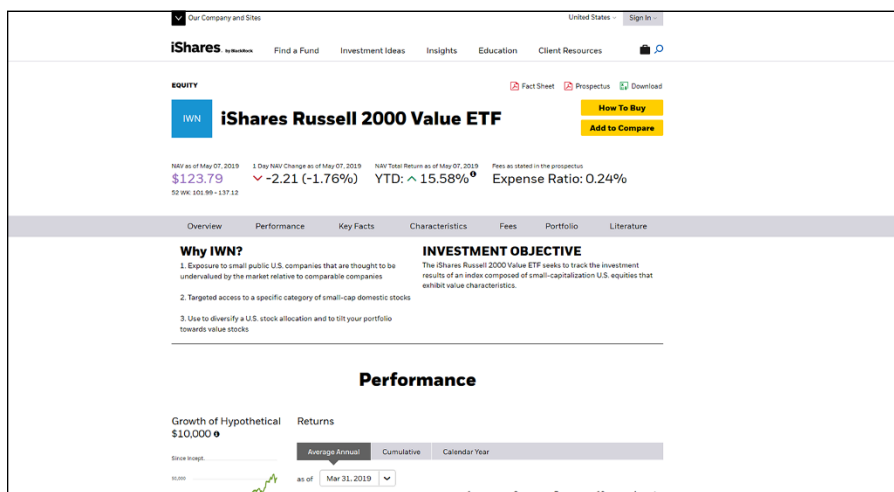 Our Company and Sites
United States
Sign In
iShares. by BlackRock
Find a Fund
Investment Ideas
Insights
Education
Client Resources
EQUITY
Fact Sheet
Prospectus
Download
IWN
iShares Russell 2000 Value ETF
How To Buy
Add to Compare
NAV as of May 07, 2019
$123.79
52 WK: 101.99 - 137.12
1 Day NAV Change as of May 07, 2019
-2.21 (-1.76%)
NAV Total Return as of May 07, 2019
YTD: 15.58%
Fees as stated in the prospectus
Expense Ratio: 0.24%
Overview
Performance
Key Facts
Characteristics
Fees
Portfolio
Literature
Why IWN?
1. Exposure to small public U.S. companies that are thought to be
undervalued by the market relative to comparable companies
2. Targeted access to a specific category of small-cap domestic stocks
3. Use to diversify a U.S. stock allocation and to tilt your portfolio
towards value stocks
INVESTMENT OBJECTIVE
The iShares Russell 2000 Value ETF seeks to track the investment
results of an index composed of small-capitalization U.S. equities that
exhibit value characteristics.
Performance
Growth of Hypothetical
$10,000
Since Incept.
Returns
Average Annual
Cumulative
Calendar Year
as of
Mar 31, 2019